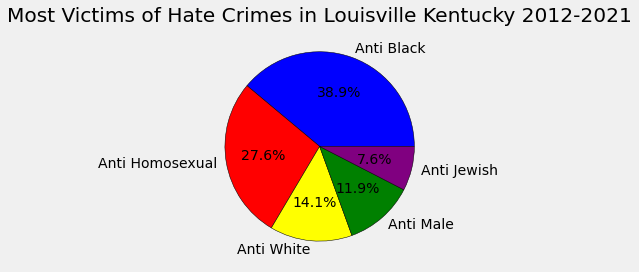 Most Victims of Hate Crimes in Louisville Kentucky 2012-2021
Anti Black
38.9%
27.6%
Anti Homosexual
7.6%
Anti Jewish
11.9%
14.1%
Anti Male
Anti White